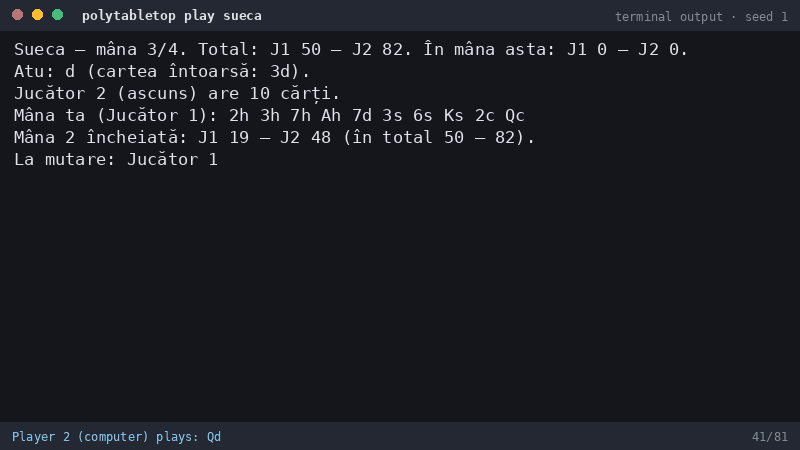 polytabletop play sueca
terminal output · seed 1
Sueca — mâna 3/4. Total: J1 50 — J2 82. În mâna asta: J1 0 — J2 0.
Atu: d (cartea întoarsă: 3d).
Jucător 2 (ascuns) are 10 cărți.
Mâna ta (Jucător 1): 2h 3h 7h Ah 7d 3s 6s Ks 2c Qc
Mâna 2 încheiată: J1 19 — J2 48 (în total 50 — 82).
La mutare: Jucător 1
Player 2 (computer) plays: Qd
41/81